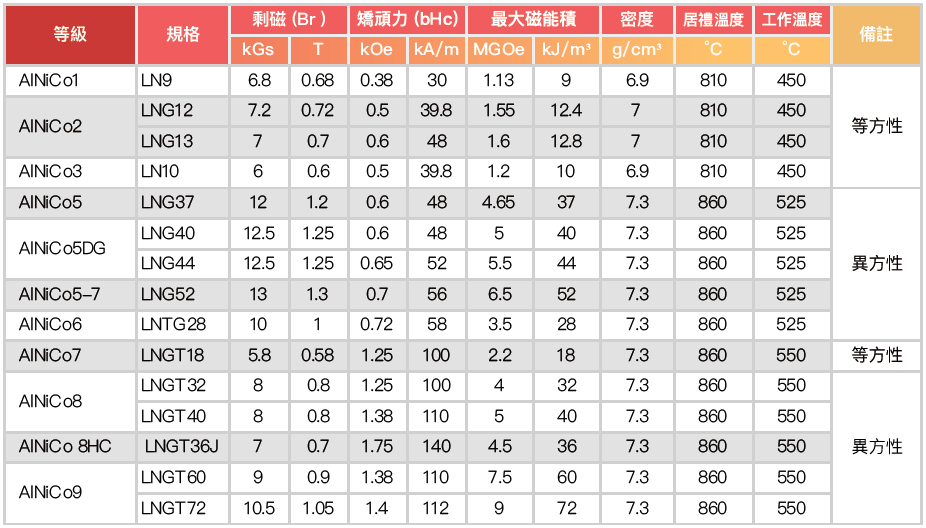 等級 規格 剩磁 (Br) 矯頑力 (bHc) 最大磁能積 密度 居禮溫度 工作溫度 備註
kGs T kOe kA/m MGOe kJ/m³ g/cm³ ℃ ℃
AlNiCo1 LN9 6.8 0.68 0.38 30 1.13 9 6.9 810 450 等方性
AlNiCo2 LNG12 7.2 0.72 0.5 39.8 1.55 12.4 7 810 450
LNG13 7 0.7 0.6 48 1.6 12.8 7 810 450
AlNiCo3 LN10 6 0.6 0.5 39.8 1.2 10 6.9 810 450
AlNiCo5 LNG37 12 1.2 0.6 48 4.65 37 7.3 860 525 異方性
AlNiCo5DG LNG40 12.5 1.25 0.6 48 5 40 7.3 860 525
LNG44 12.5 1.25 0.65 52 5.5 44 7.3 860 525
AlNiCo5-7 LNG52 13 1.3 0.7 56 6.5 52 7.3 860 525
AlNiCo6 LNTG28 10 1 0.72 58 3.5 28 7.3 860 525
AlNiCo7 LNGT18 5.8 0.58 1.25 100 2.2 18 7.3 860 550 等方性
AlNiCo8 LNGT32 8 0.8 1.25 100 4 32 7.3 860 550 異方性
LNGT40 8 0.8 1.38 110 5 40 7.3 860 550
AlNiCo 8HC LNGT36J 7 0.7 1.75 140 4.5 36 7.3 860 550
AlNiCo9 LNGT60 9 0.9 1.38 110 7.5 60 7.3 860 550
LNGT72 10.5 1.05 1.4 112 9 72 7.3 860 550